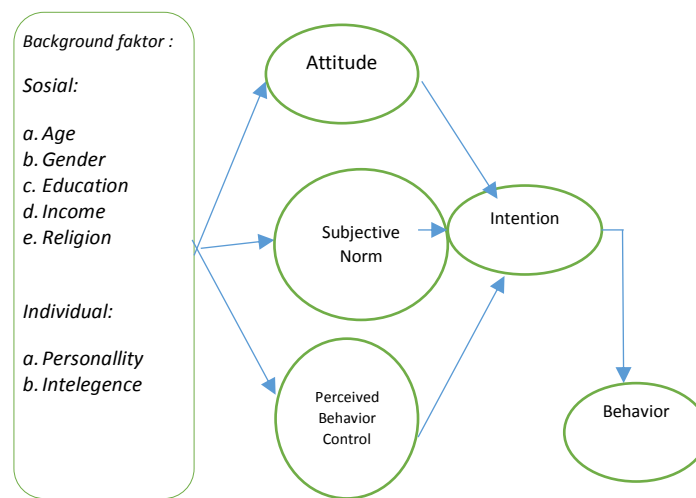 Background faktor :
Sosial:
a. Age
b. Gender
c. Education
d. Income
e. Religion
Individual:
a. Personallity
b. Intelegence
Attitude
Subjective
Norm
Perceived
Behavior
Control
Intention
Behavior